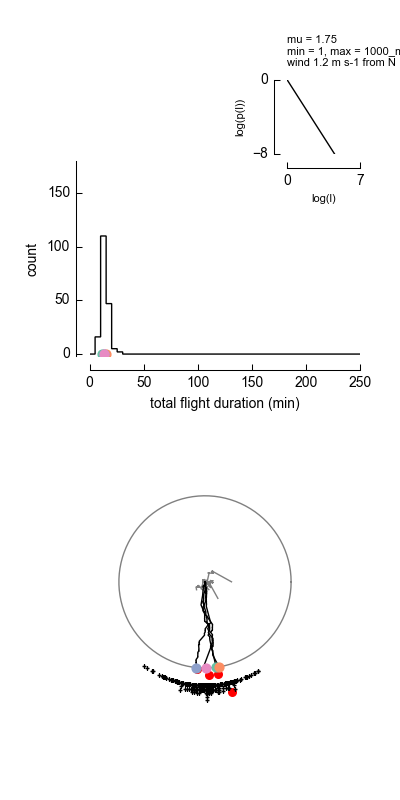 mu = 1.75
min = 1, max = 1000_m
wind 1.2 m s-1 from N
0
−8
log(p(l))
0 7
log(l)
150
100
50
0
count
0 50 100 150 200 250
total flight duration (min)